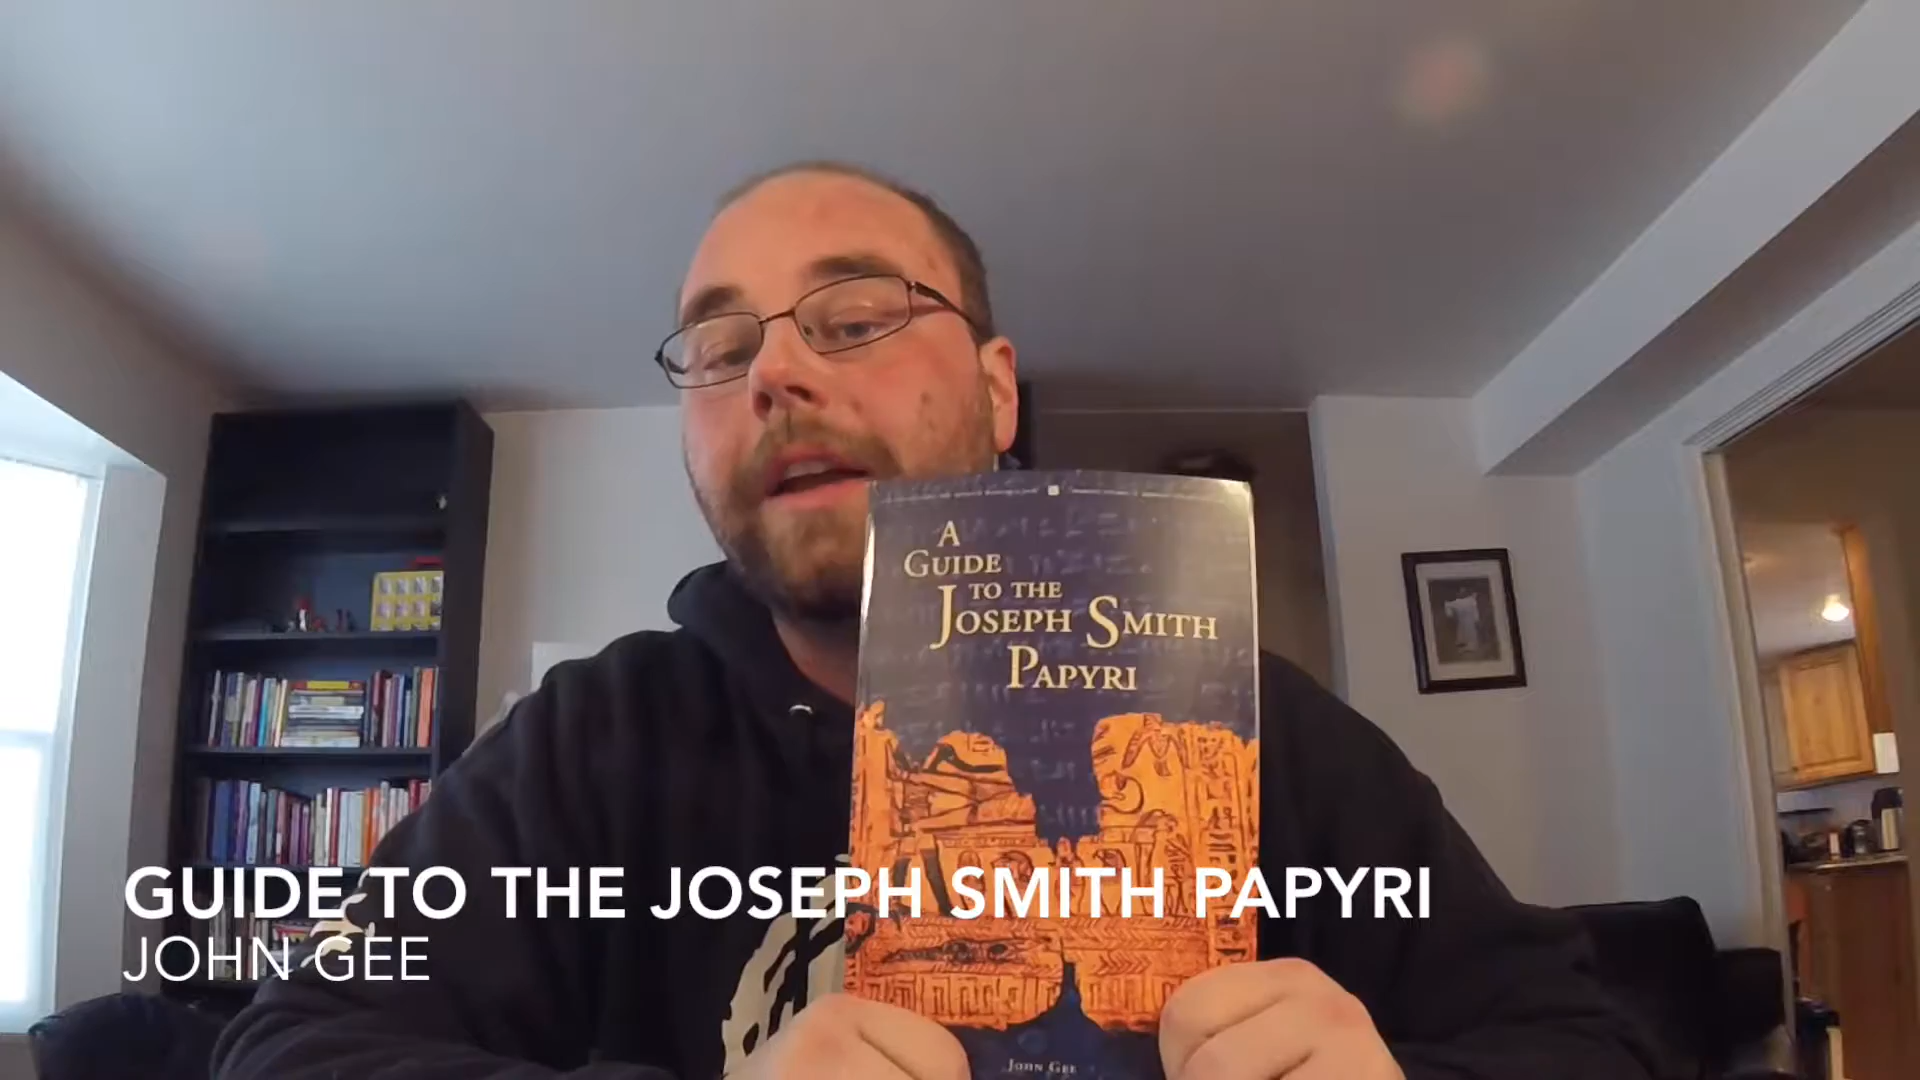 A
GUIDE
TO THE
JOSEPH SMITH
PAPYRI
JOHN GEE
GUIDE TO THE JOSEPH SMITH PAPYRI
JOHN GEE